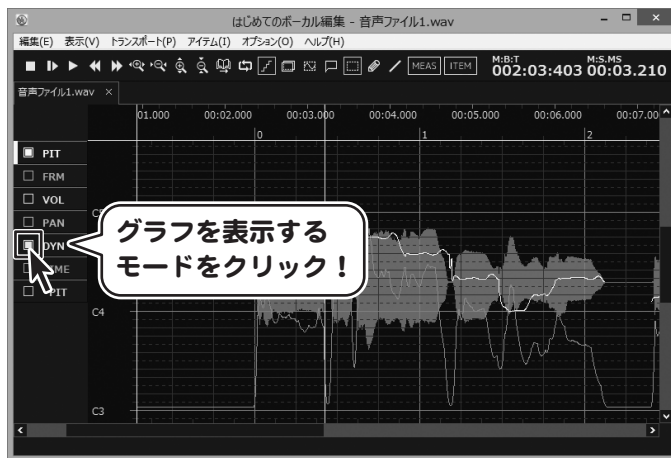 はじめてのボーカル編集 - 音声ファイル1.wav
編集(E) 表示(V) トランスポート(P) アイテム(I) オプション(O) ヘルプ(H)
MEAS ITEM M:B:T 002:03:403 M:S.MS 00:03.210
音声ファイル1.wav ×
01.000 00:02.000 00:03.000 00:04.000 00:05.000 00:06.000 00:07.00
0 1 2
PIT
FRM
VOL
PAN
DYN
グラフを表示する
モードをクリック！
C4
C3